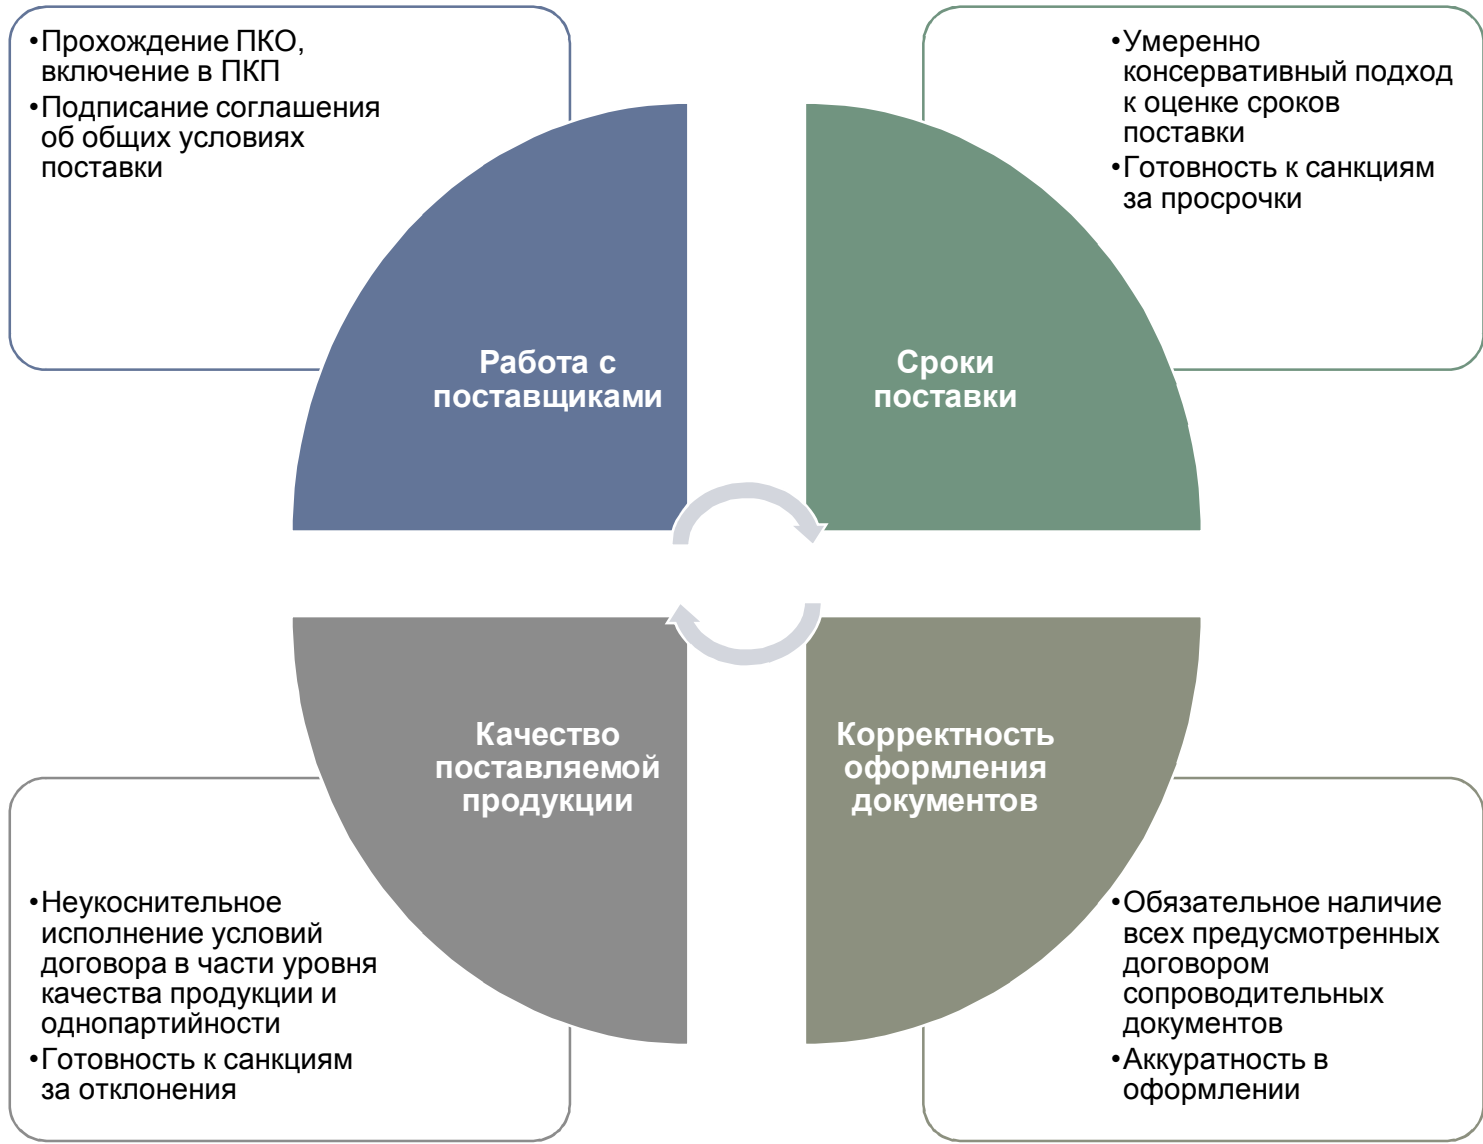 •Прохождение ПКО,
включение в ПКП
•Подписание соглашения
об общих условиях
поставки
•Умеренно
консервативный подход
к оценке сроков
поставки
•Готовность к санкциям
за просрочки
Работа с
поставщиками
Сроки
поставки
Качество
поставляемой
продукции
Корректность
оформления
документов
•Неукоснительное
исполнение условий
договора в части уровня
качества продукции и
однопартийности
•Готовность к санкциям
за отклонения
•Обязательное наличие
всех предусмотренных
договором
сопроводительных
документов
•Аккуратность в
оформлении